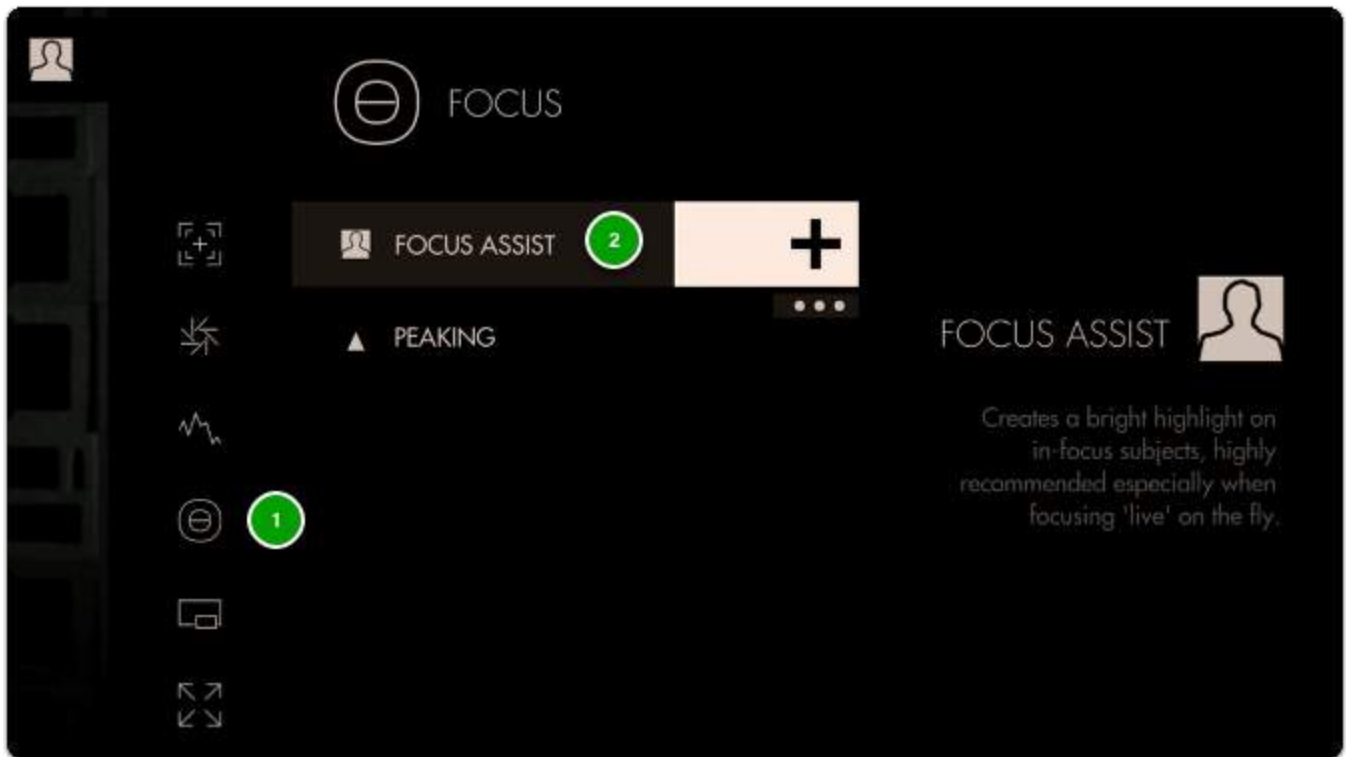 FOCUS
FOCUS ASSIST
2
PEAKING
FOCUS ASSIST
Creates a bright highlight on
in-focus subjects, highly
recommended especially when
focusing 'live' on the fly.
1